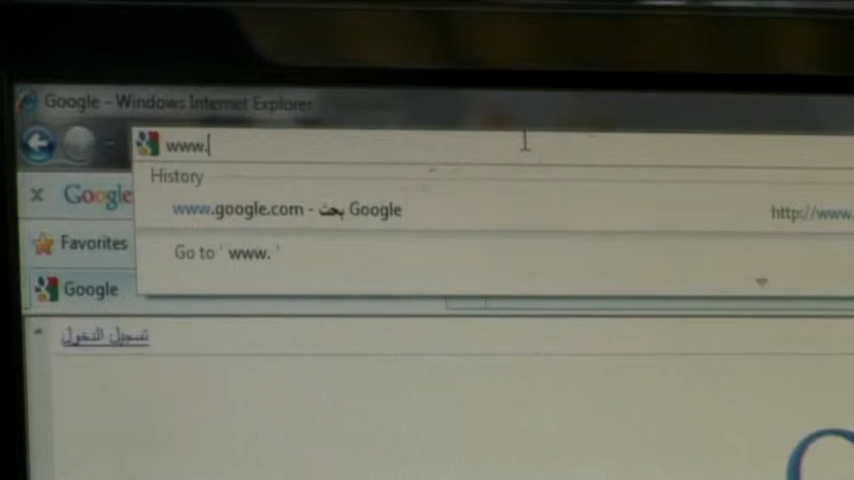 Google - Windows Internet Explorer
www.
History
www.google.com - بحث Google http://www.
Go to ' www. '
Google
Favorites
Google
تسجيل الدخول